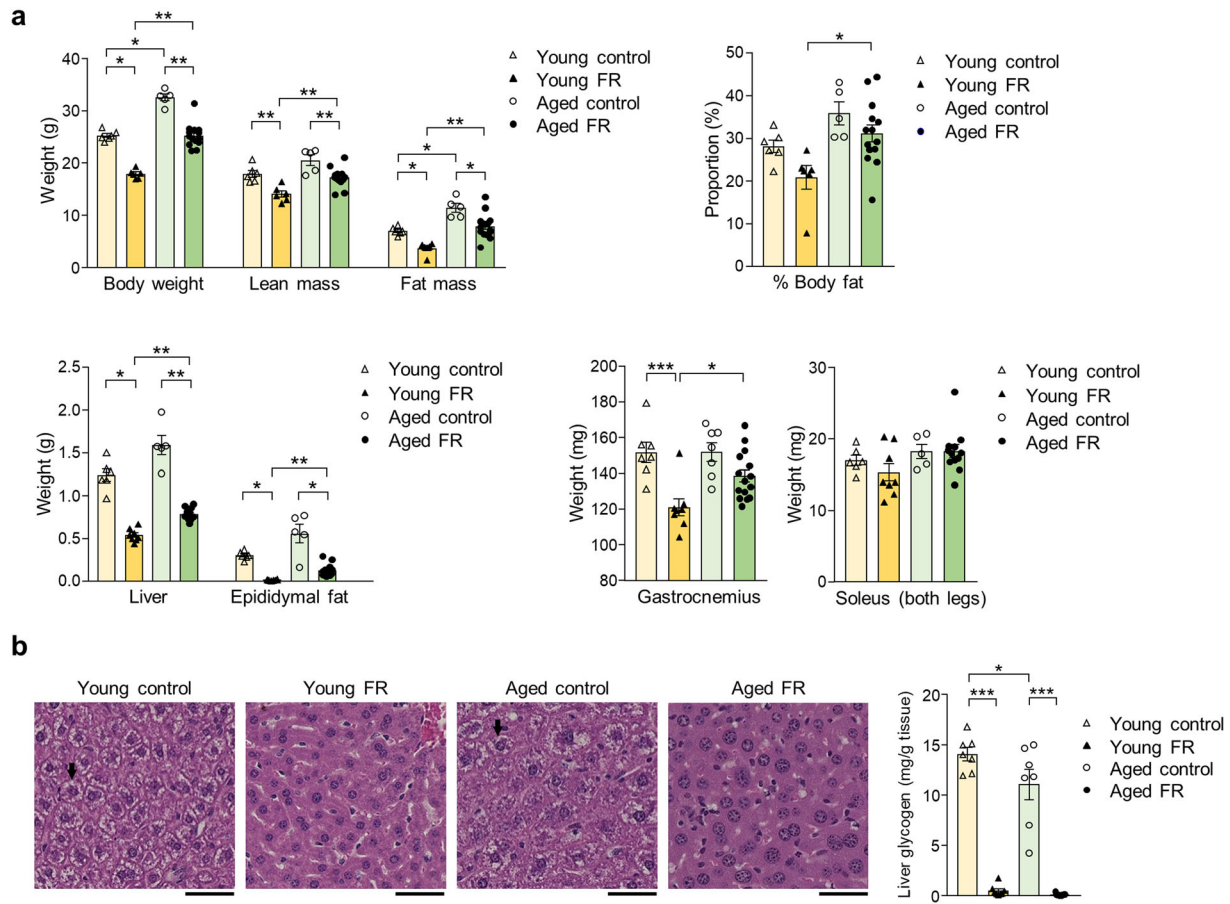 a
Weight (g)
40
30
20
10
0
*
*
**
**
**
**
**
*
*
**
*
Body weight
Lean mass
Fat mass
Young control
Young FR
Aged control
Aged FR
Proportion (%)
50
40
30
20
10
0
*
% Body fat
Young control
Young FR
Aged control
Aged FR
Weight (g)
2.5
2.0
1.5
1.0
0.5
0.0
*
**
**
*
**
*
Liver
Epididymal fat
Young control
Young FR
Aged control
Aged FR
Weight (mg)
200
180
160
140
120
100
80
***
*
Gastrocnemius
Weight (mg)
30
20
10
0
Soleus (both legs)
Young control
Young FR
Aged control
Aged FR
b
Young control
Young FR
Aged control
Aged FR
Liver glycogen (mg/g tissue)
20
15
10
5
0
*
***
***
Young control
Young FR
Aged control
Aged FR